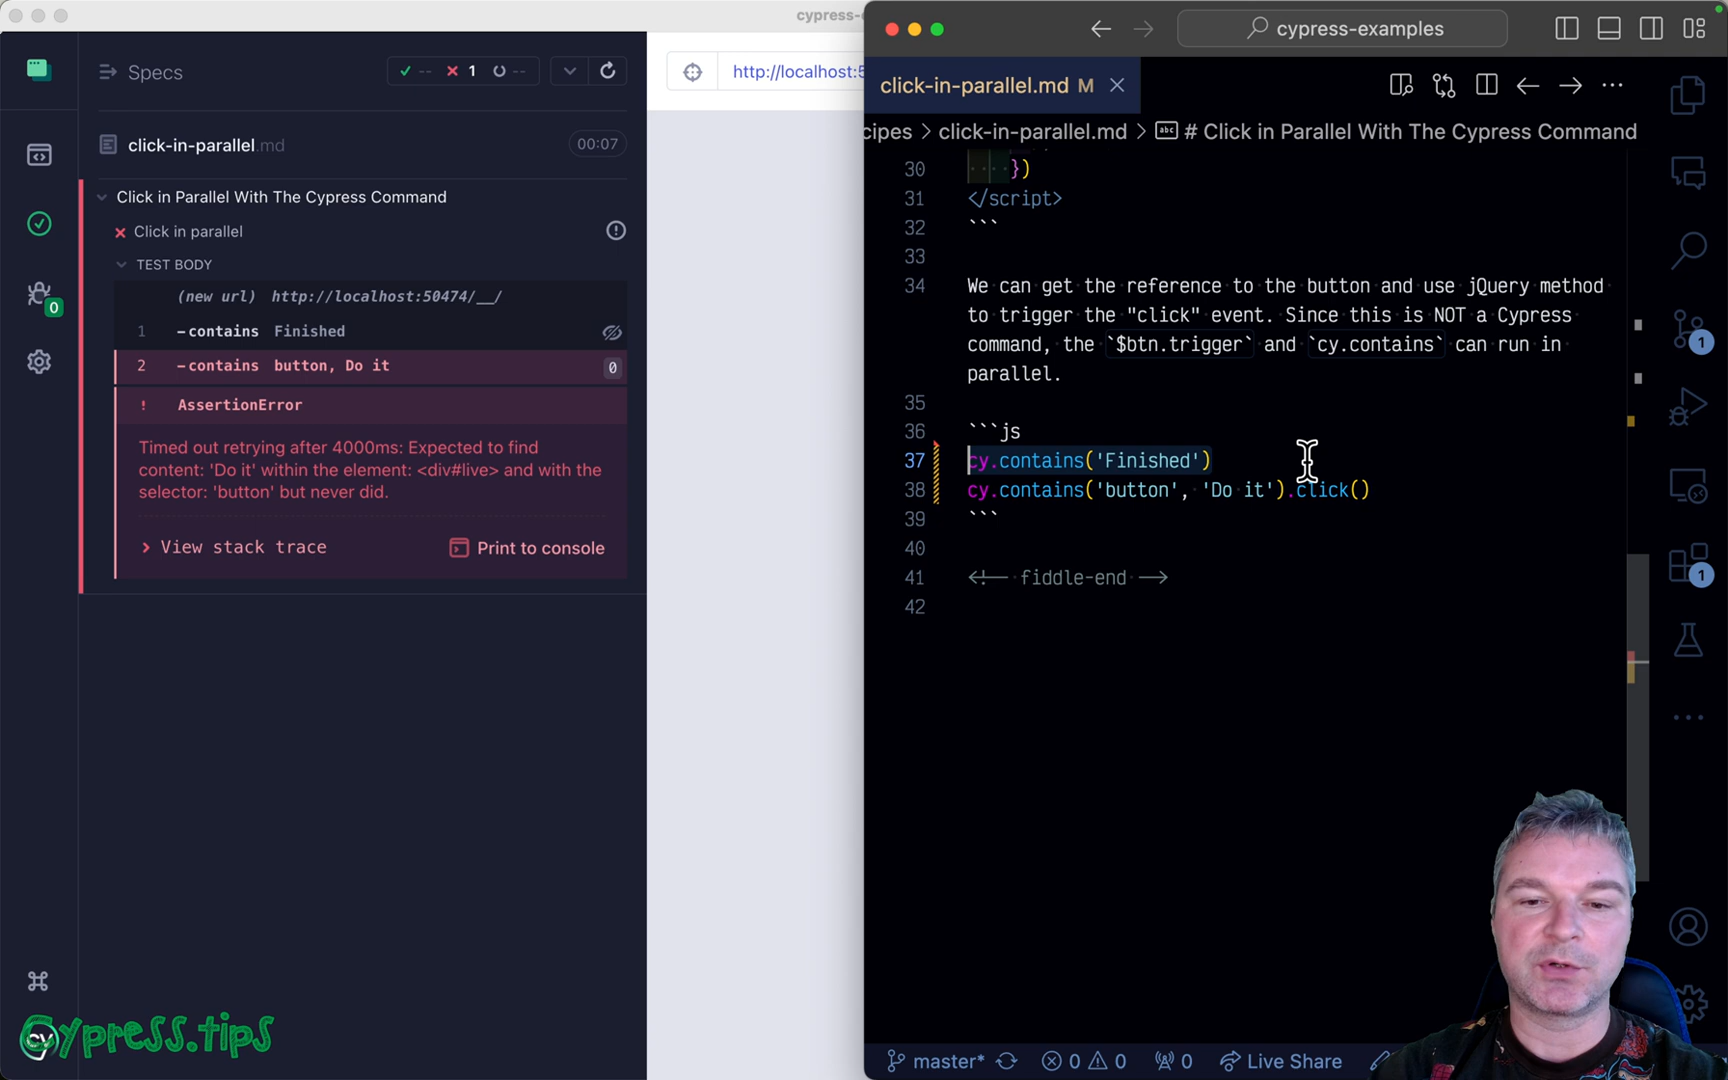 cypress-
Specs
-- 1 --
click-in-parallel.md
00:07
Click in Parallel With The Cypress Command
Click in parallel
TEST BODY
(new url) http://localhost:50474/__/
1 -contains Finished
2 -contains button, Do it 0
! AssertionError
Timed out retrying after 4000ms: Expected to find
content: 'Do it' within the element: <div#live> and with the
selector: 'button' but never did.
View stack trace
Print to console
0
cy
Cypress.tips
http://localhost:5
cypress-examples
click-in-parallel.md M
cipes > click-in-parallel.md > abc # Click in Parallel With The Cypress Command
30 ····})
31 </script>
32 ```
33
34 We can get the reference to the button and use jQuery method
to trigger the "click" event. Since this is NOT a Cypress
command, the `$btn.trigger` and `cy.contains` can run in
parallel.
35
36 ```js
37 cy.contains('Finished')
38 cy.contains('button', 'Do it').click()
39 ```
40
41 <!-- fiddle-end -->
42
1
1
master* 0 0 0 Live Share